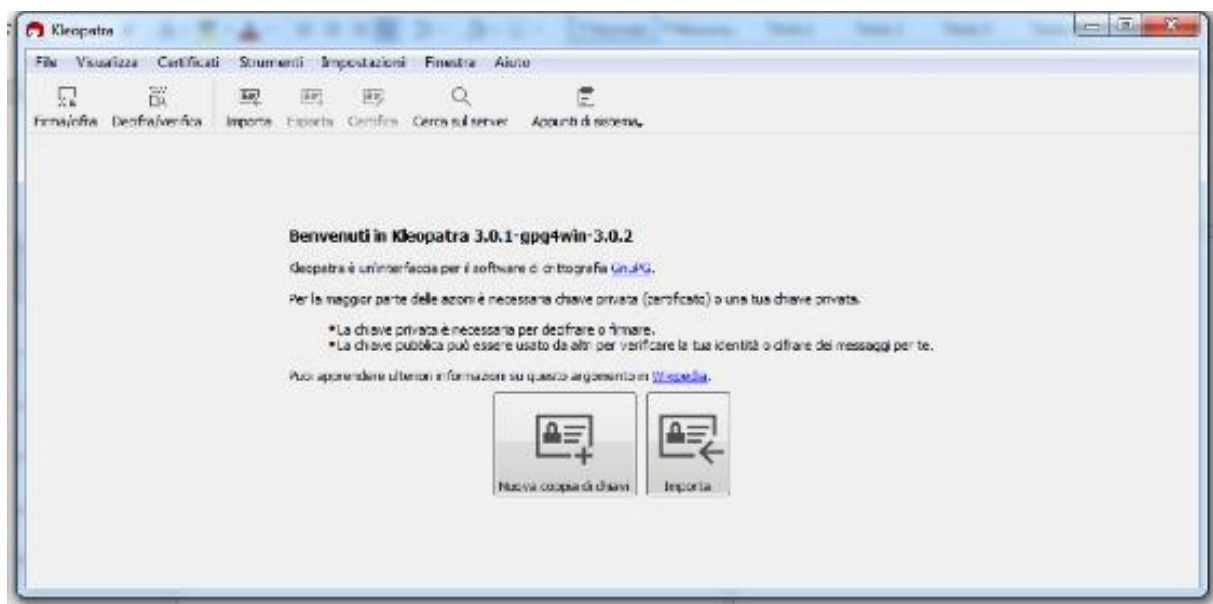 Kleopatra
File Visualizza Certificati Strumenti Impostazioni Finestra Aiuto
Firma/cifra Decifra/verifica Importa Esporta Certifica Cerca sul server Appunti di sistema
Benvenuti in Kleopatra 3.0.1-gpg4win-3.0.2
Kleopatra è un'interfaccia per il software di crittografia GnuPG.
Per la maggior parte delle azioni è necessaria chiave privata (certificato) o una tua chiave privata.
•La chiave privata è necessaria per decifrare o firmare.
•La chiave pubblica può essere usato da altri per verificare la tua identità o cifrare dei messaggi per te.
Puoi apprendere ulteriori informazioni su questo argomento in Wikipedia.
Nuova coppia di chiavi Importa